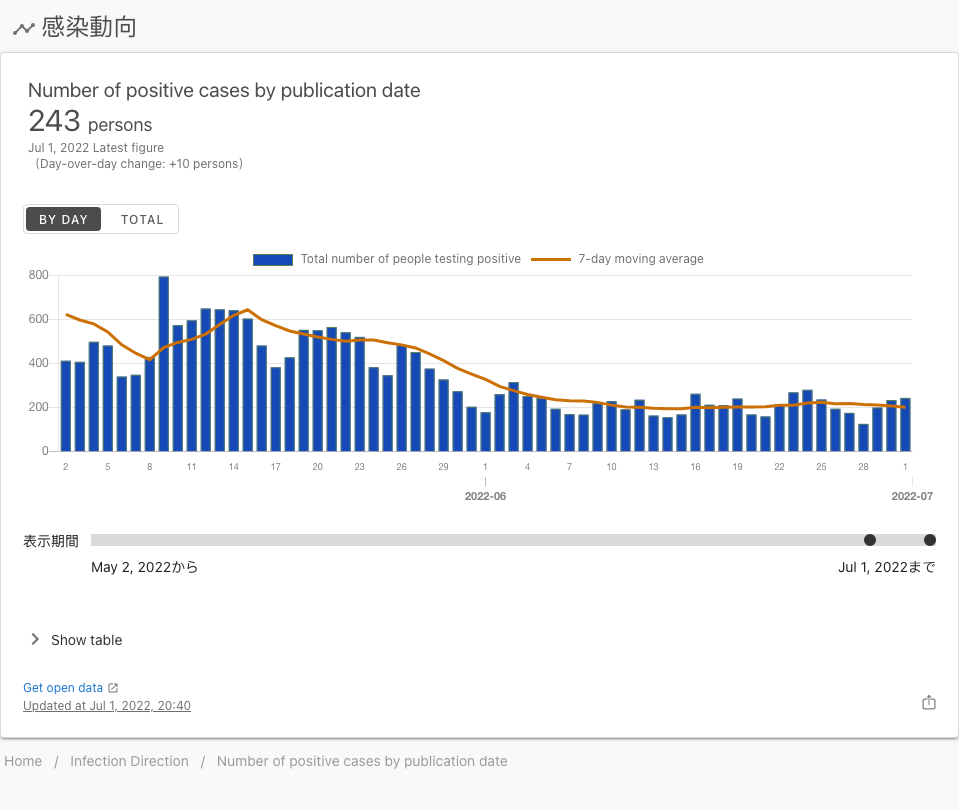 感染動向
Number of positive cases by publication date
243 persons
Jul 1, 2022 Latest figure
(Day-over-day change: +10 persons)
BY DAY TOTAL
Total number of people testing positive 7-day moving average
800
600
400
200
0
2 5 8 11 14 17 20 23 26 29 1 4 7 10 13 16 19 22 25 28 1
2022-06 2022-07
表示期間
May 2, 2022から Jul 1, 2022まで
Show table
Get open data
Updated at Jul 1, 2022, 20:40
Home / Infection Direction / Number of positive cases by publication date